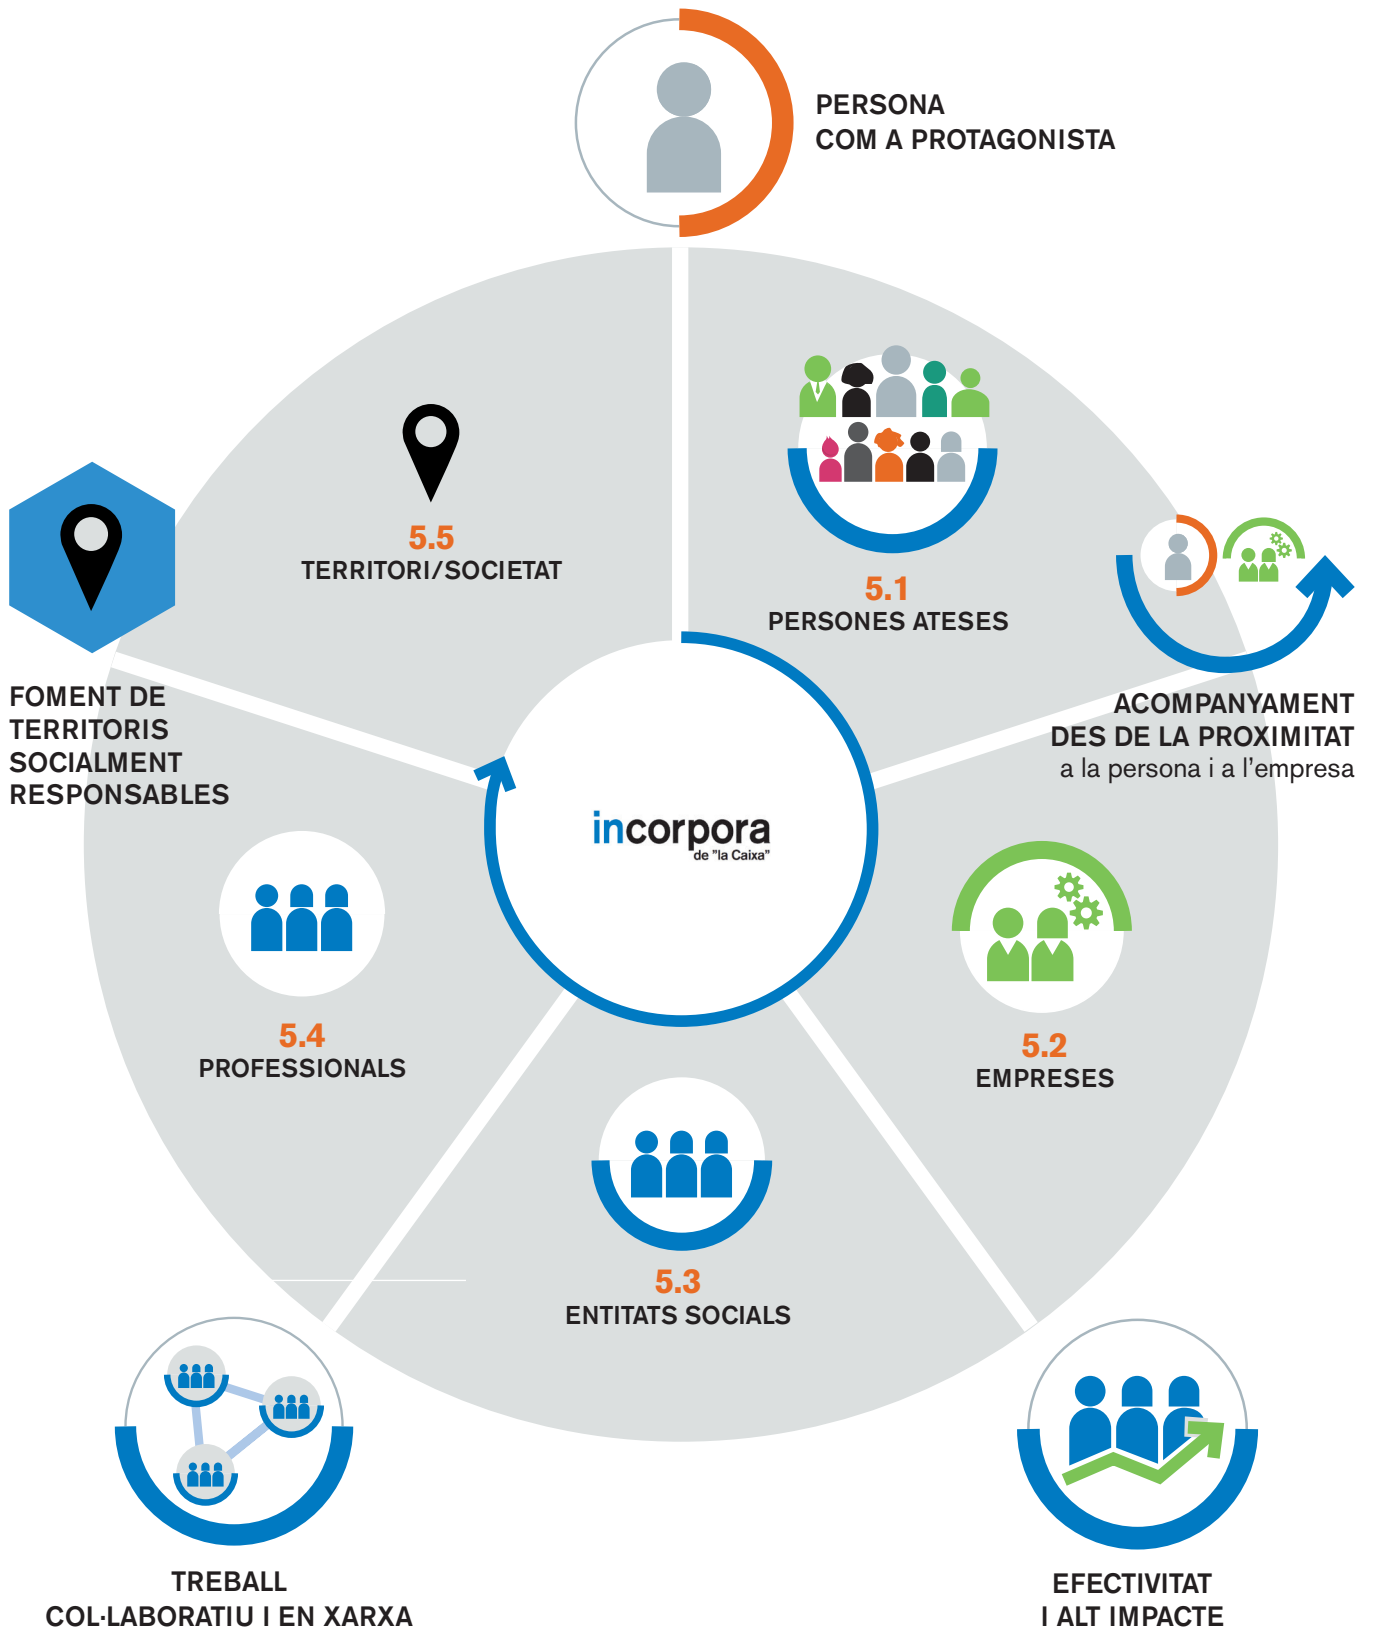 PERSONA
COM A PROTAGONISTA
5.5
TERRITORI/SOCIETAT
5.1
PERSONES ATESES
FOMENT DE
TERRITORIS
SOCIALMENT
RESPONSABLES
ACOMPANYAMENT
DES DE LA PROXIMITAT
a la persona i a l'empresa
incorpora
de "la Caixa"
5.4
PROFESSIONALS
5.2
EMPRESES
5.3
ENTITATS SOCIALS
TREBALL
COL·LABORATIU I EN XARXA
EFECTIVITAT
I ALT IMPACTE